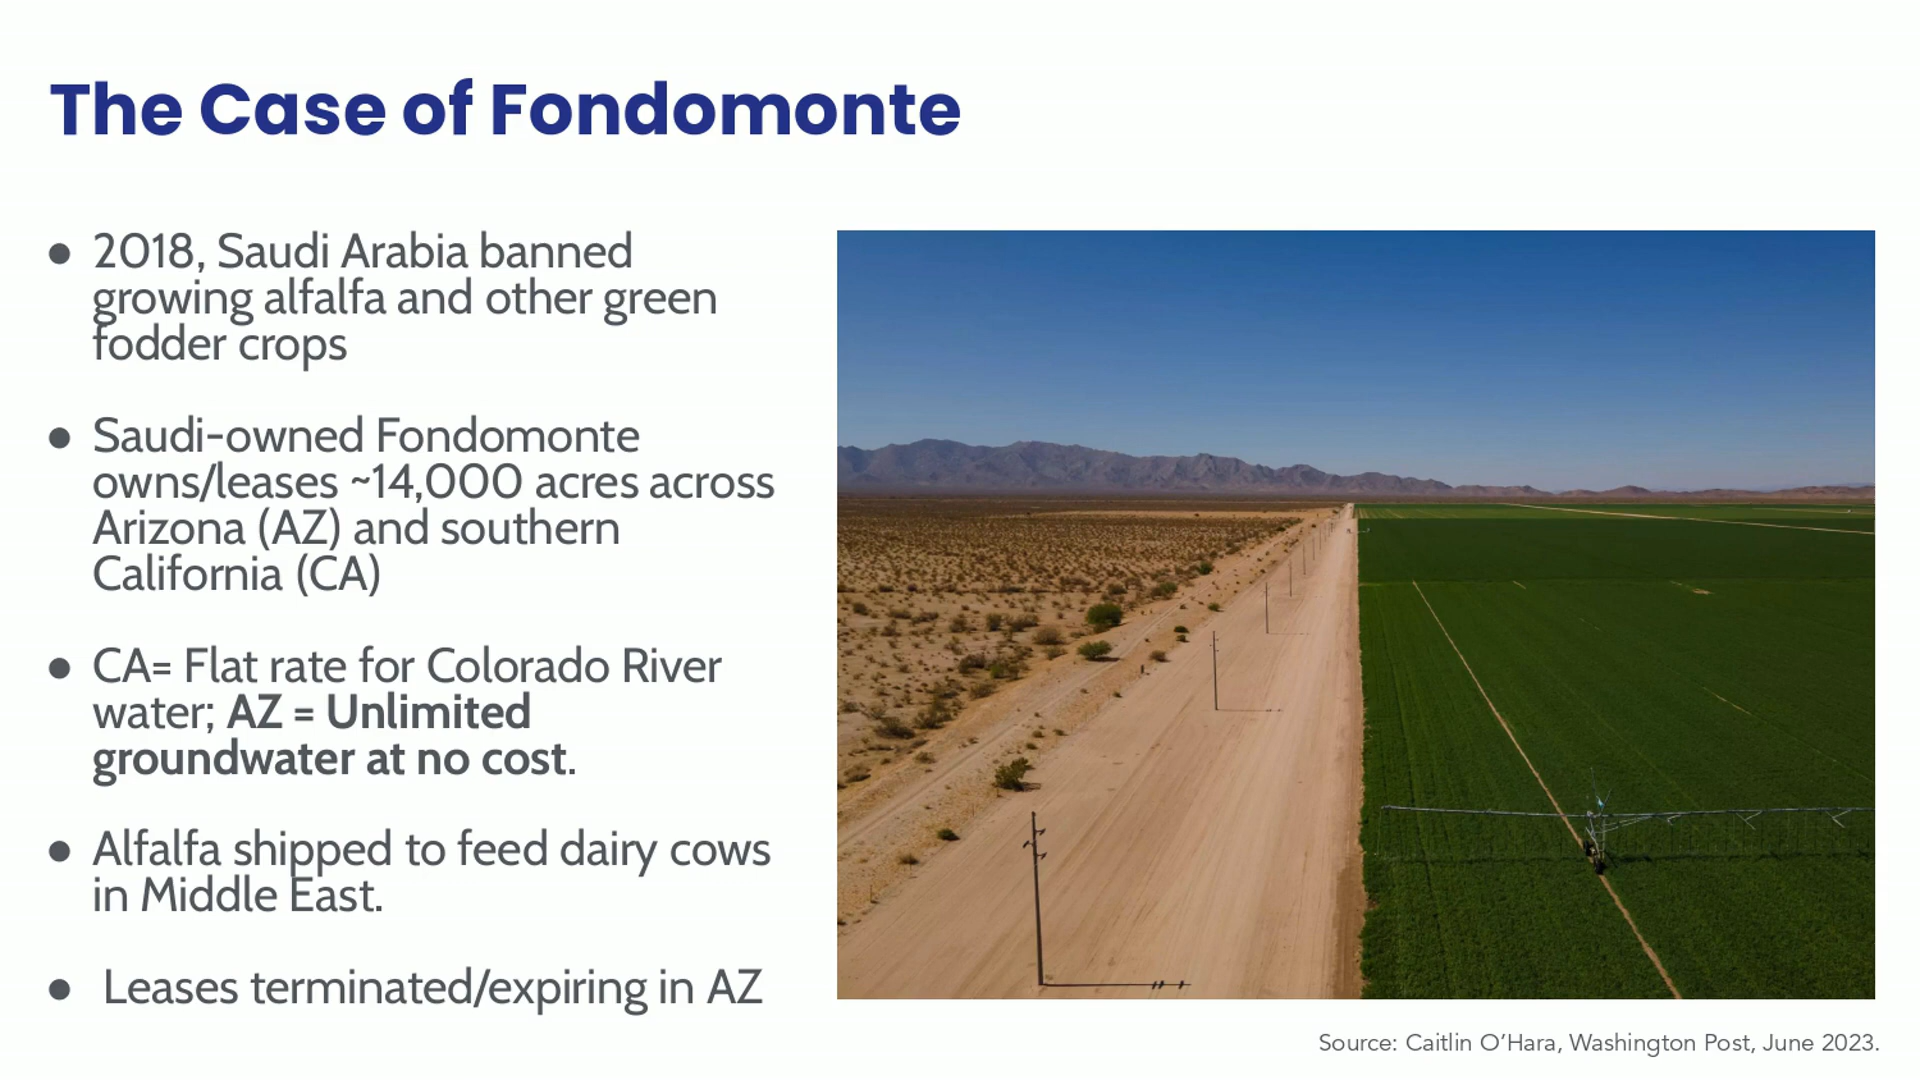 The Case of Fondomonte
● 2018, Saudi Arabia banned
growing alfalfa and other green
fodder crops
● Saudi-owned Fondomonte
owns/leases ~14,000 acres across
Arizona (AZ) and southern
California (CA)
● CA= Flat rate for Colorado River
water; AZ = Unlimited
groundwater at no cost.
● Alfalfa shipped to feed dairy cows
in Middle East.
● Leases terminated/expiring in AZ
Source: Caitlin O’Hara, Washington Post, June 2023.